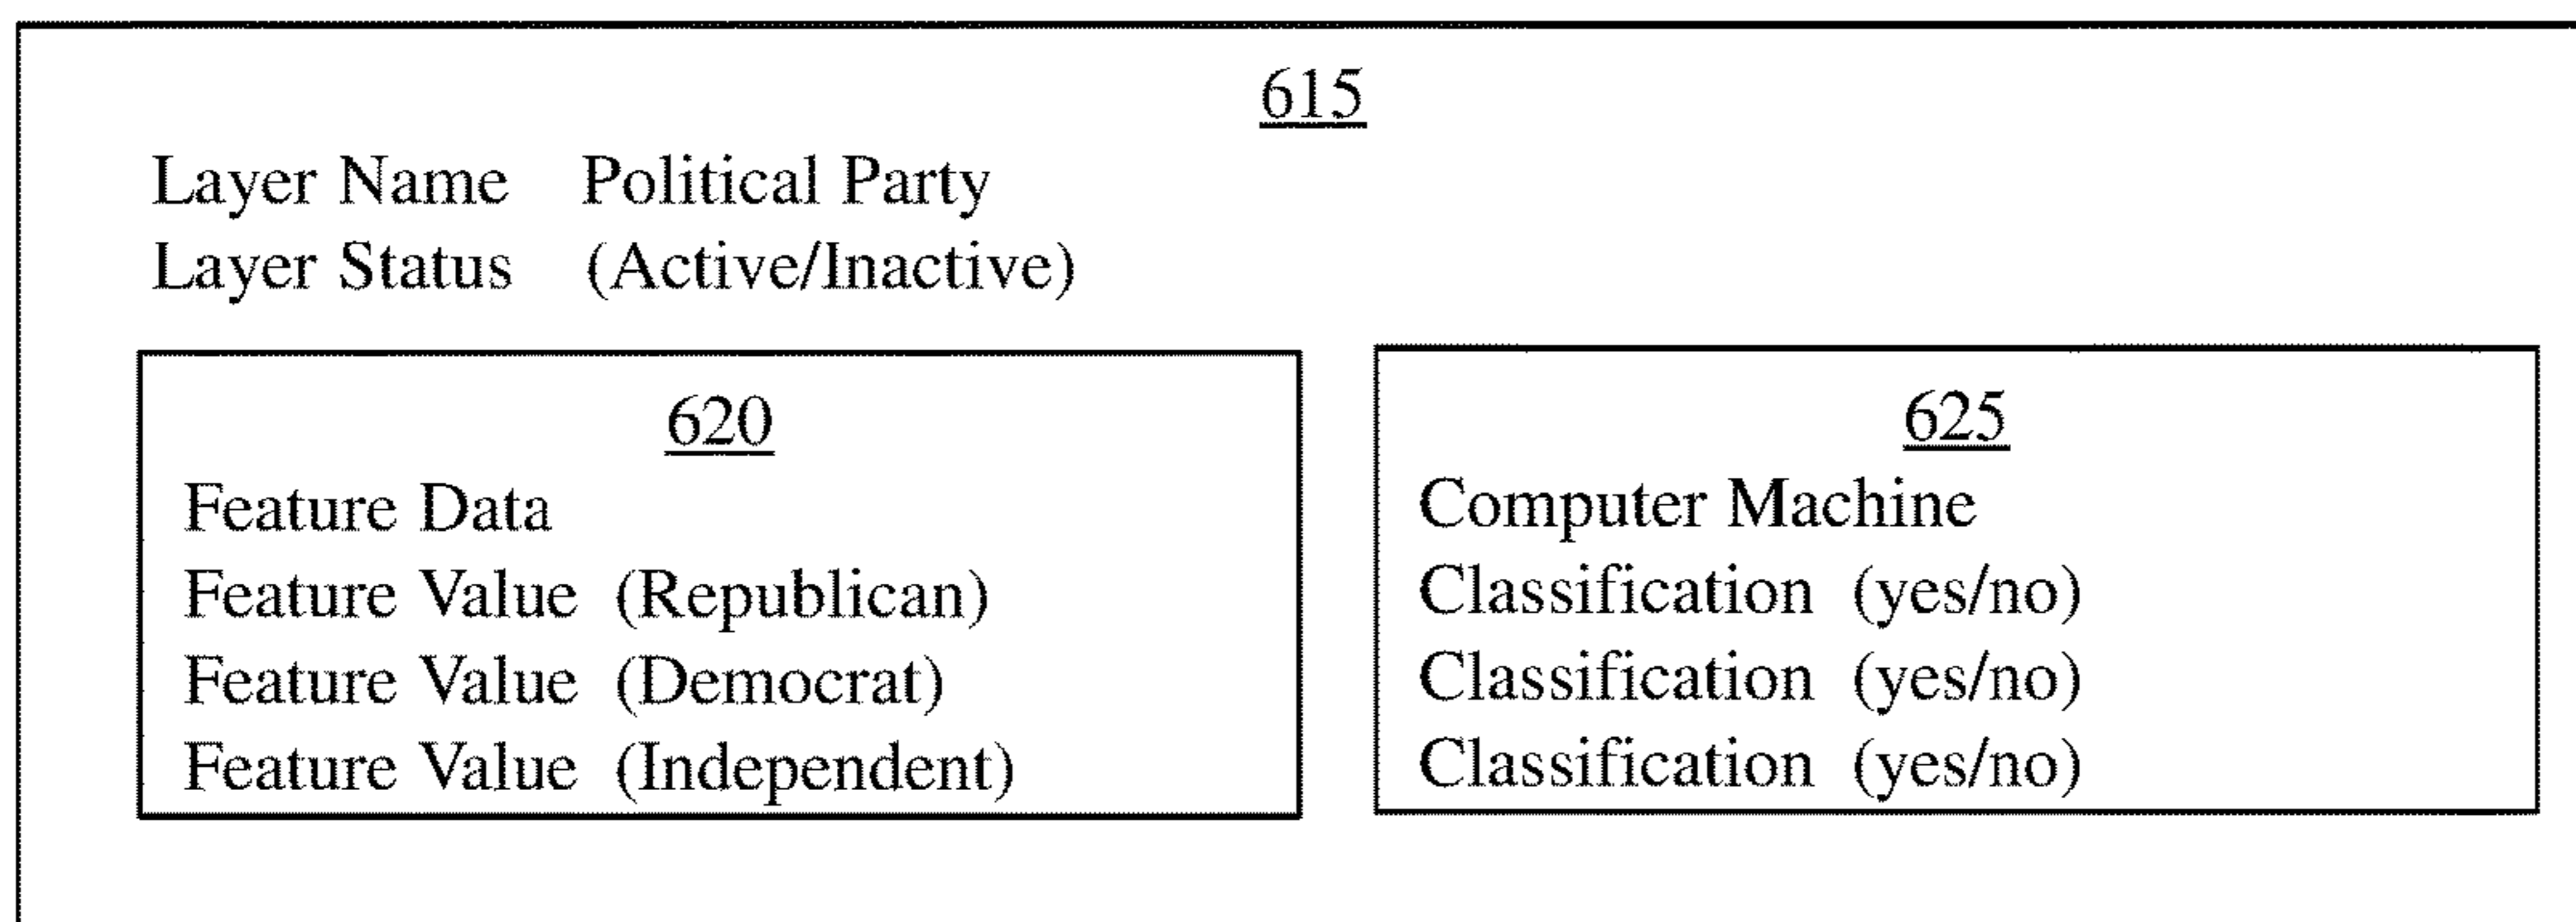 615
Layer Name Political Party
Layer Status (Active/Inactive)
620
Feature Data
Feature Value (Republican)
Feature Value (Democrat)
Feature Value (Independent)
625
Computer Machine
Classification (yes/no)
Classification (yes/no)
Classification (yes/no)